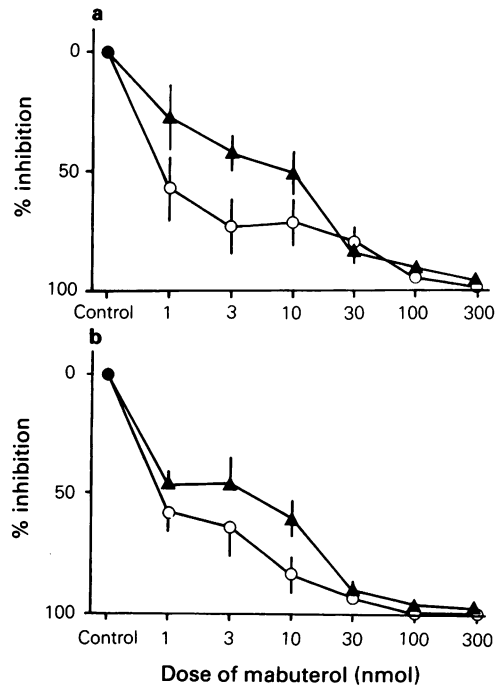 a
% inhibition
0
50
100
Control 1 3 10 30 100 300
b
% inhibition
0
50
100
Control 1 3 10 30 100 300
Dose of mabuterol (nmol)